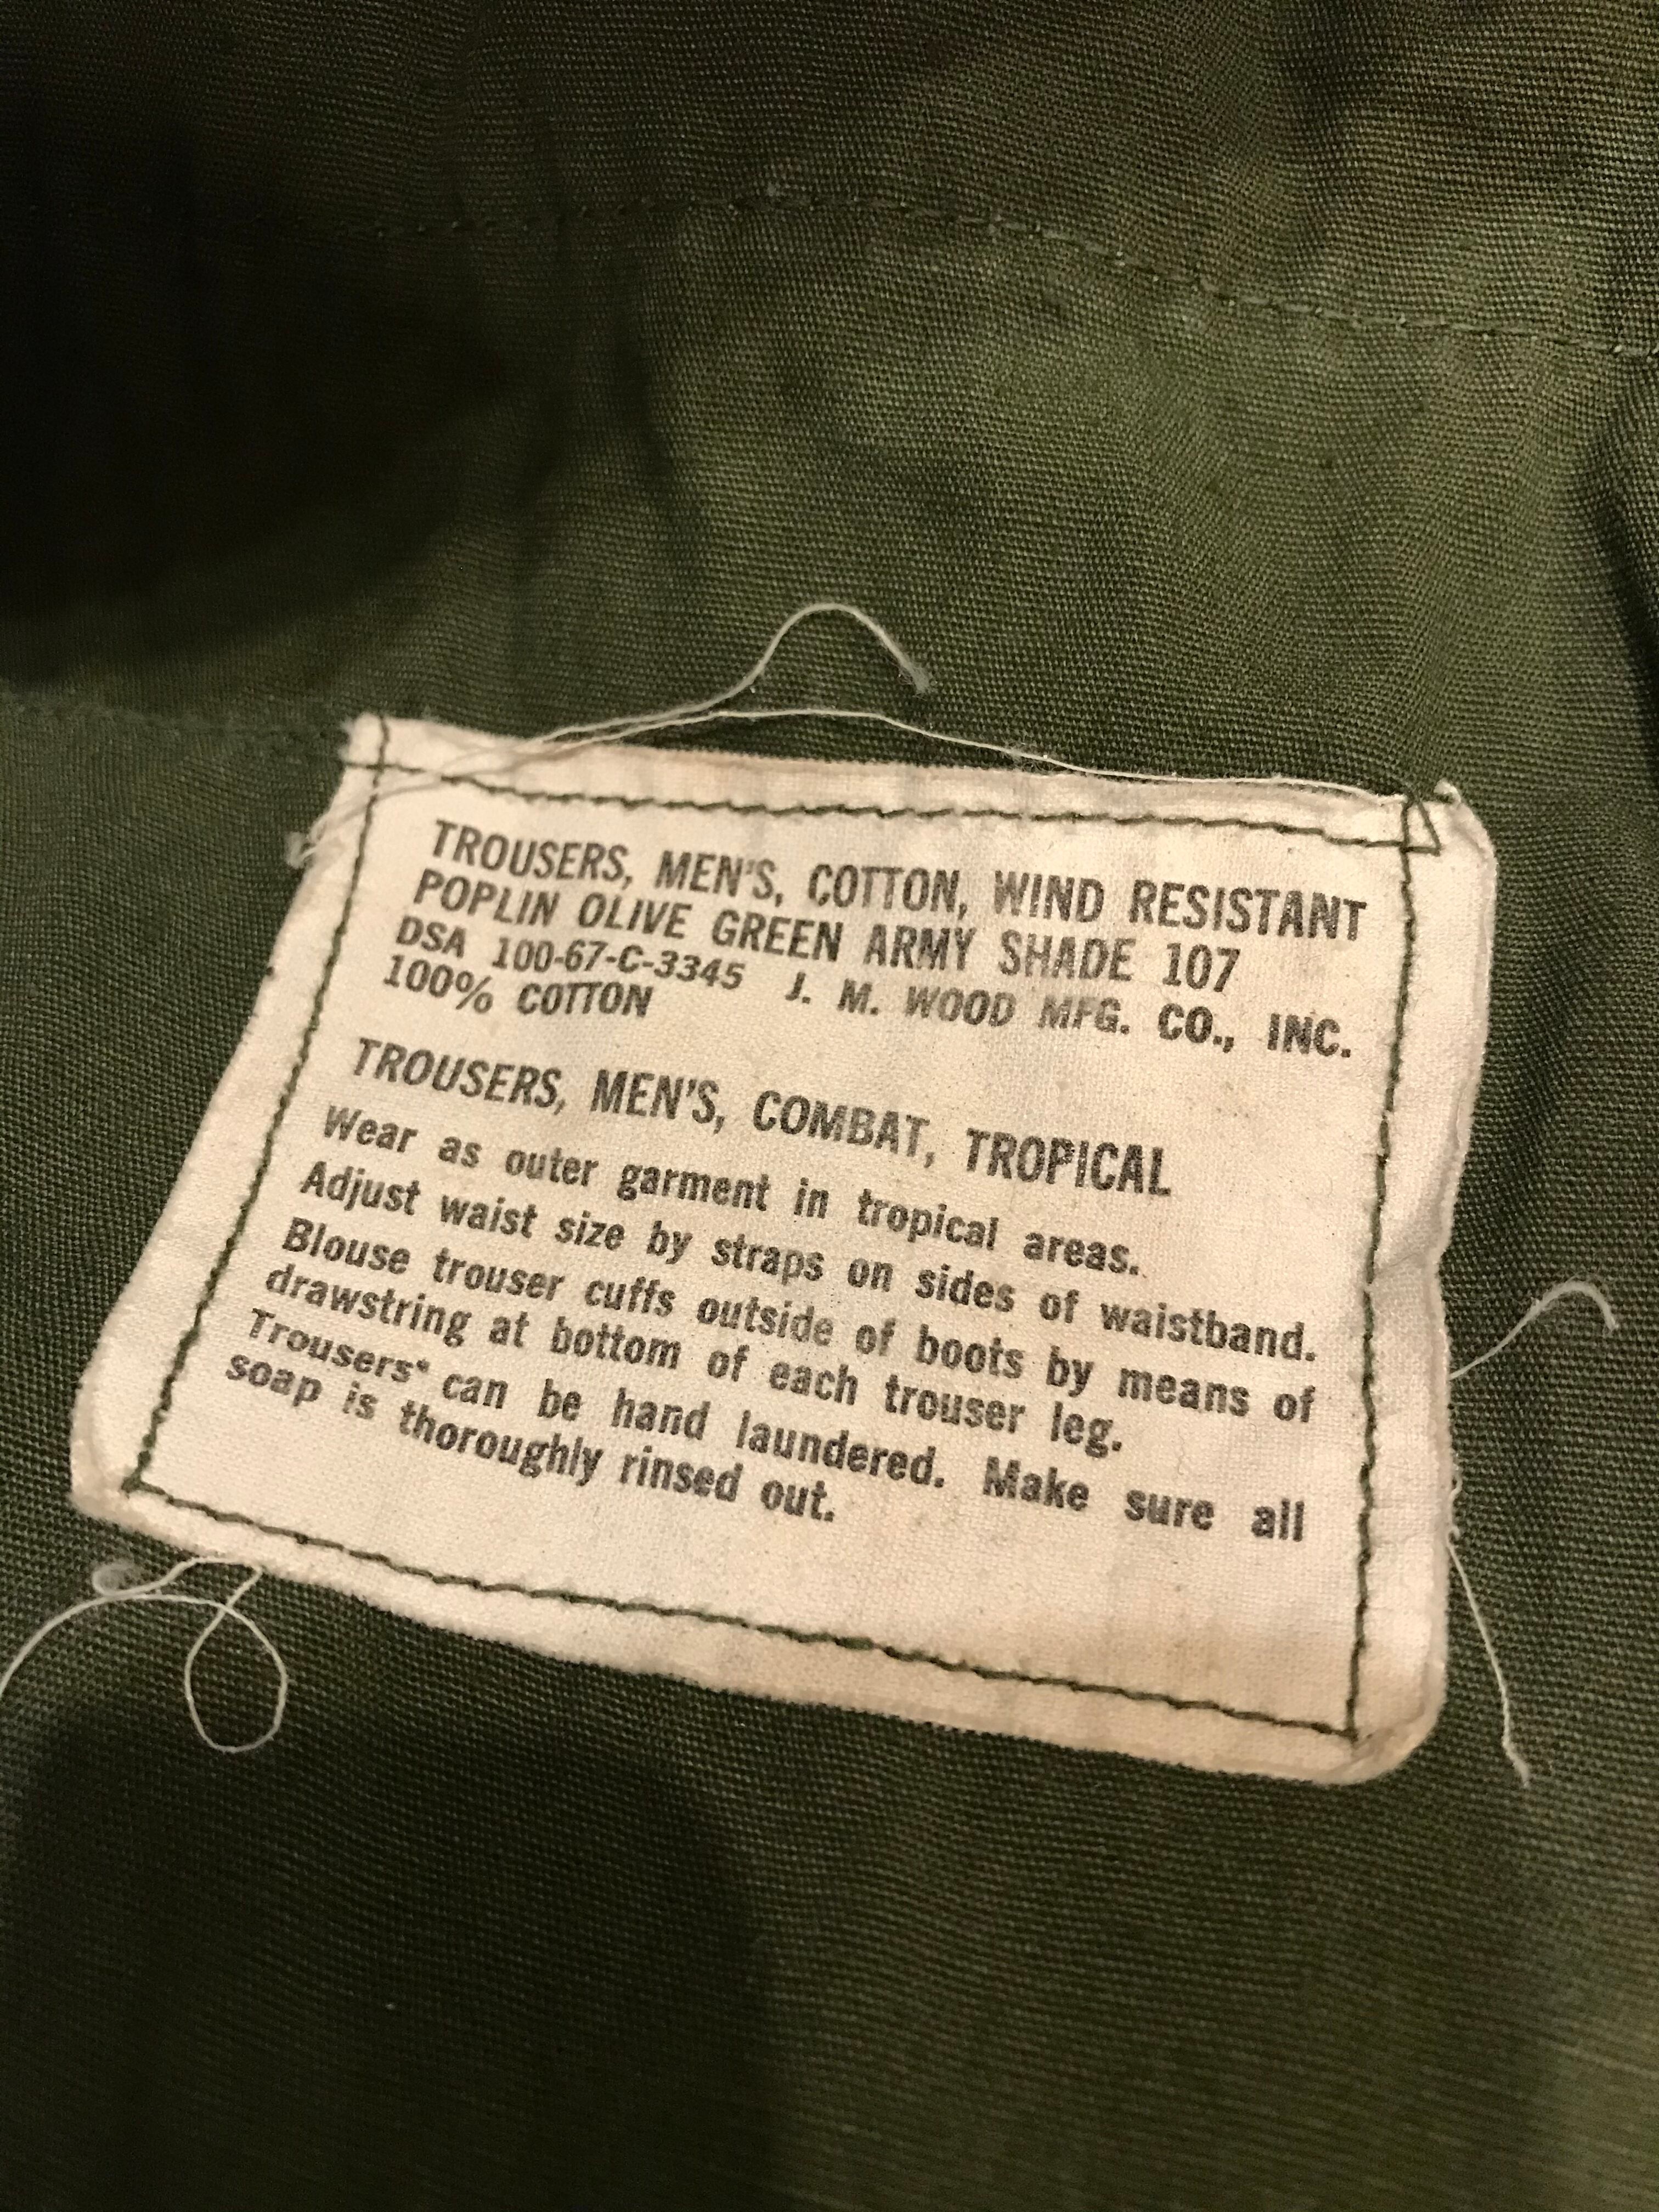 TROUSERS, MEN'S, COTTON, WIND RESISTANT
POPLIN OLIVE GREEN ARMY SHADE 107
DSA 100-67-C-3345 J. M. WOOD MFG. CO., INC.
100% COTTON
TROUSERS, MEN'S, COMBAT, TROPICAL
Wear as outer garment in tropical areas.
Adjust waist size by straps on sides of waistband.
Blouse trouser cuffs outside of boots by means of
drawstring at bottom of each trouser leg.
Trousers* can be hand laundered. Make sure all
soap is thoroughly rinsed out.